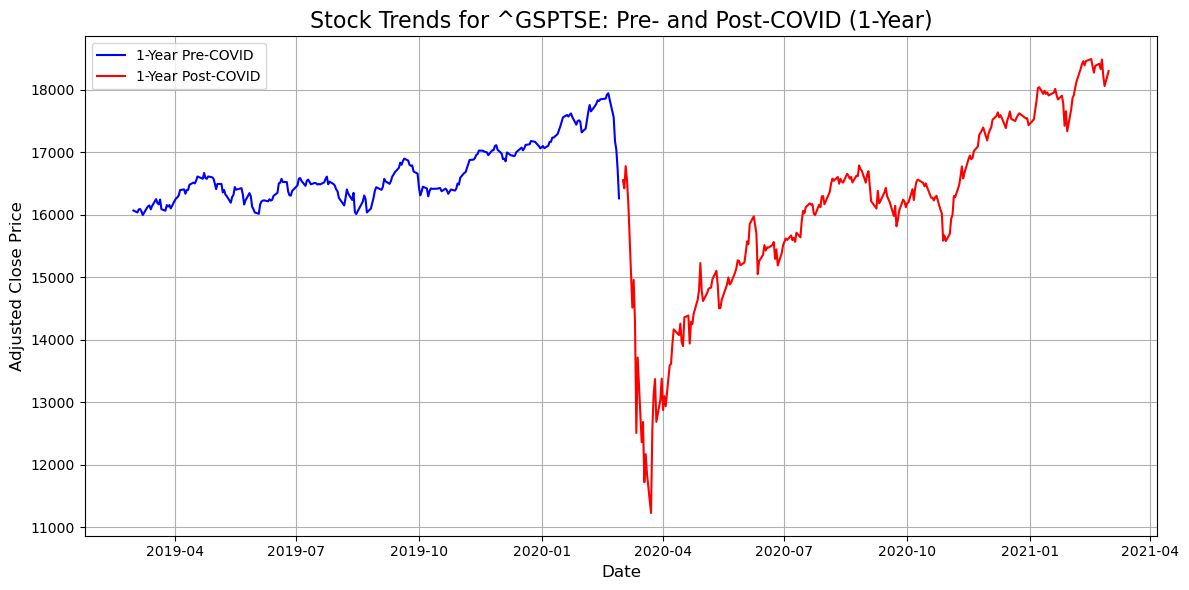 Stock Trends for ^GSPTSE: Pre- and Post-COVID (1-Year)
1-Year Pre-COVID
1-Year Post-COVID
Adjusted Close Price
18000
17000
16000
15000
14000
13000
12000
11000
2019-04 2019-07 2019-10 2020-01 2020-04 2020-07 2020-10 2021-01 2021-04
Date